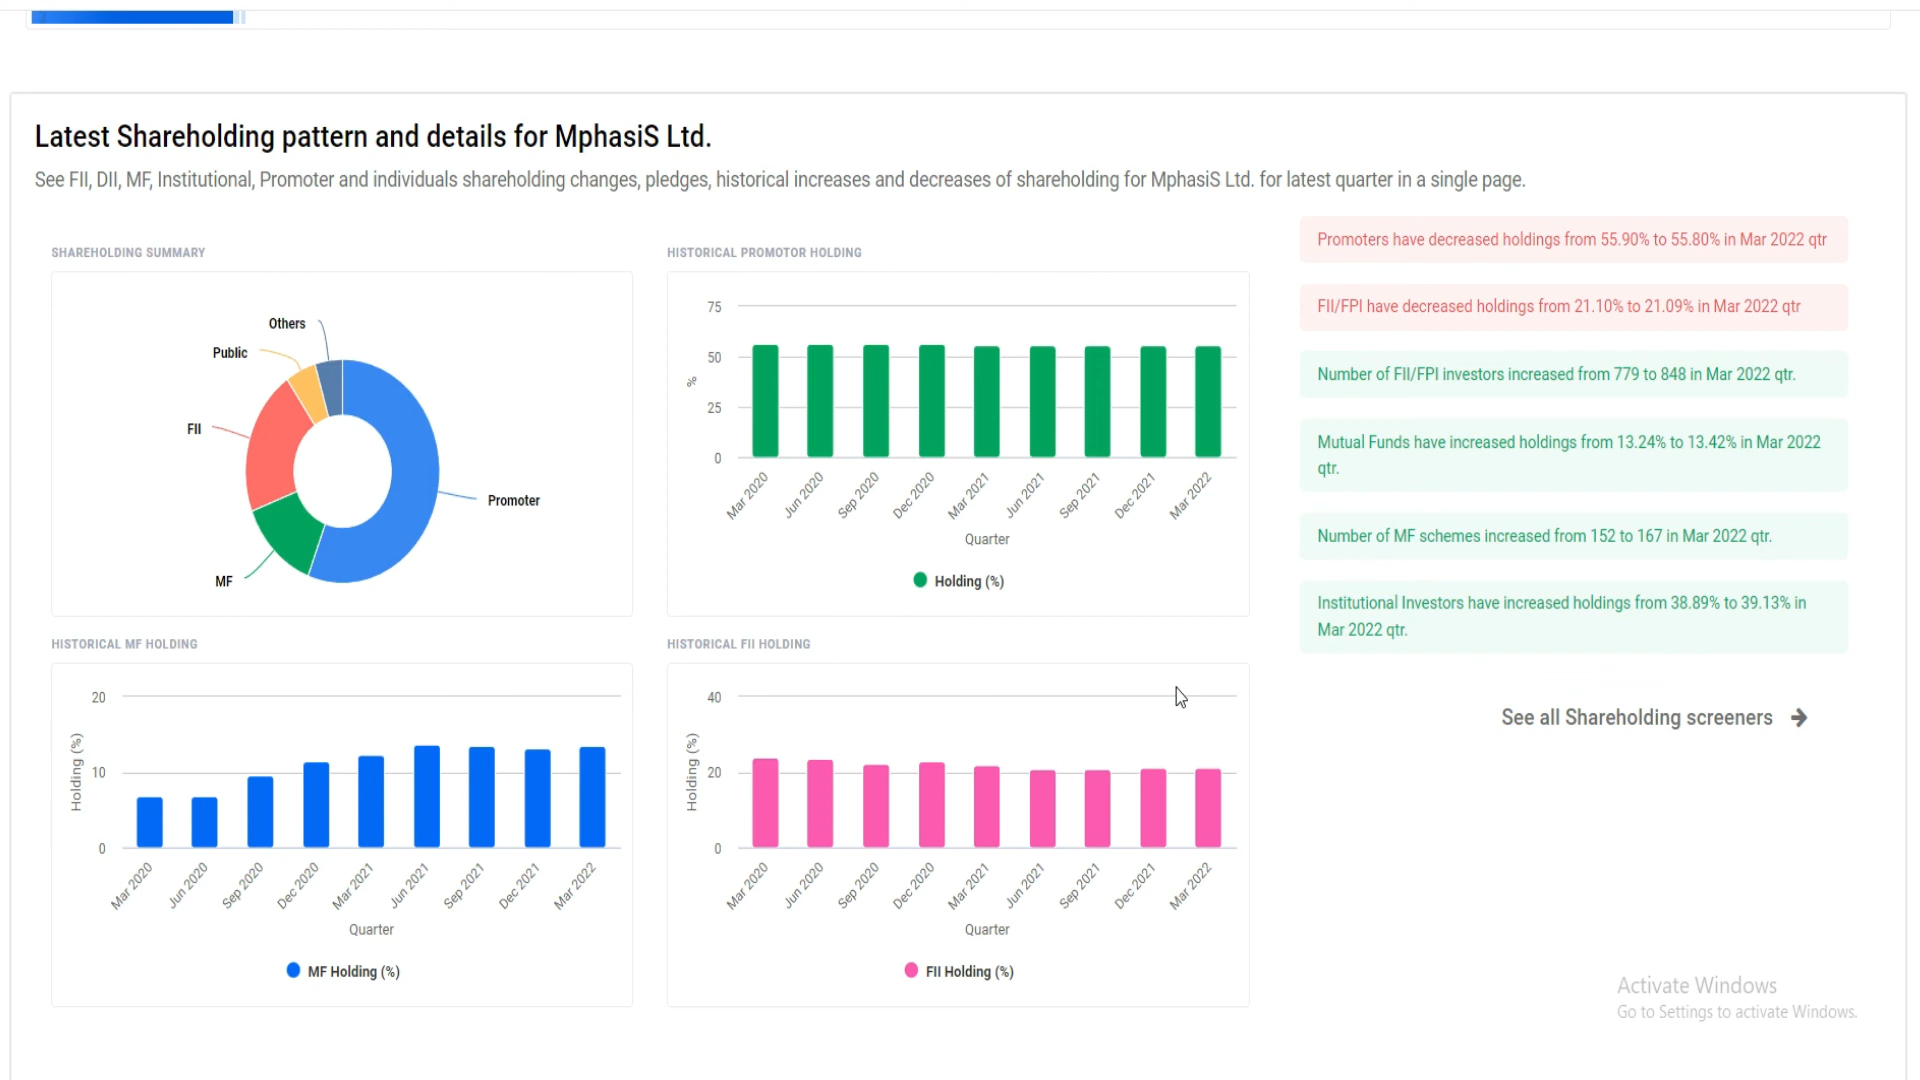 Latest Shareholding pattern and details for MphasiS Ltd.
See FII, DII, MF, Institutional, Promoter and individuals shareholding changes, pledges, historical increases and decreases of shareholding for MphasiS Ltd. for latest quarter in a single page.
SHAREHOLDING SUMMARY
Others
Public
FII
Promoter
MF
HISTORICAL PROMOTOR HOLDING
75
50
25
0
%
Mar 2020
Jun 2020
Sep 2020
Dec 2020
Mar 2021
Jun 2021
Sep 2021
Dec 2021
Mar 2022
Quarter
Holding (%)
Promoters have decreased holdings from 55.90% to 55.80% in Mar 2022 qtr
FII/FPI have decreased holdings from 21.10% to 21.09% in Mar 2022 qtr
Number of FII/FPI investors increased from 779 to 848 in Mar 2022 qtr.
Mutual Funds have increased holdings from 13.24% to 13.42% in Mar 2022
qtr.
Number of MF schemes increased from 152 to 167 in Mar 2022 qtr.
Institutional Investors have increased holdings from 38.89% to 39.13% in
Mar 2022 qtr.
See all Shareholding screeners
HISTORICAL MF HOLDING
20
10
0
Holding (%)
Mar 2020
Jun 2020
Sep 2020
Dec 2020
Mar 2021
Jun 2021
Sep 2021
Dec 2021
Mar 2022
Quarter
MF Holding (%)
HISTORICAL FII HOLDING
40
20
0
Holding (%)
Mar 2020
Jun 2020
Sep 2020
Dec 2020
Mar 2021
Jun 2021
Sep 2021
Dec 2021
Mar 2022
Quarter
FII Holding (%)
Activate Windows
Go to Settings to activate Windows.